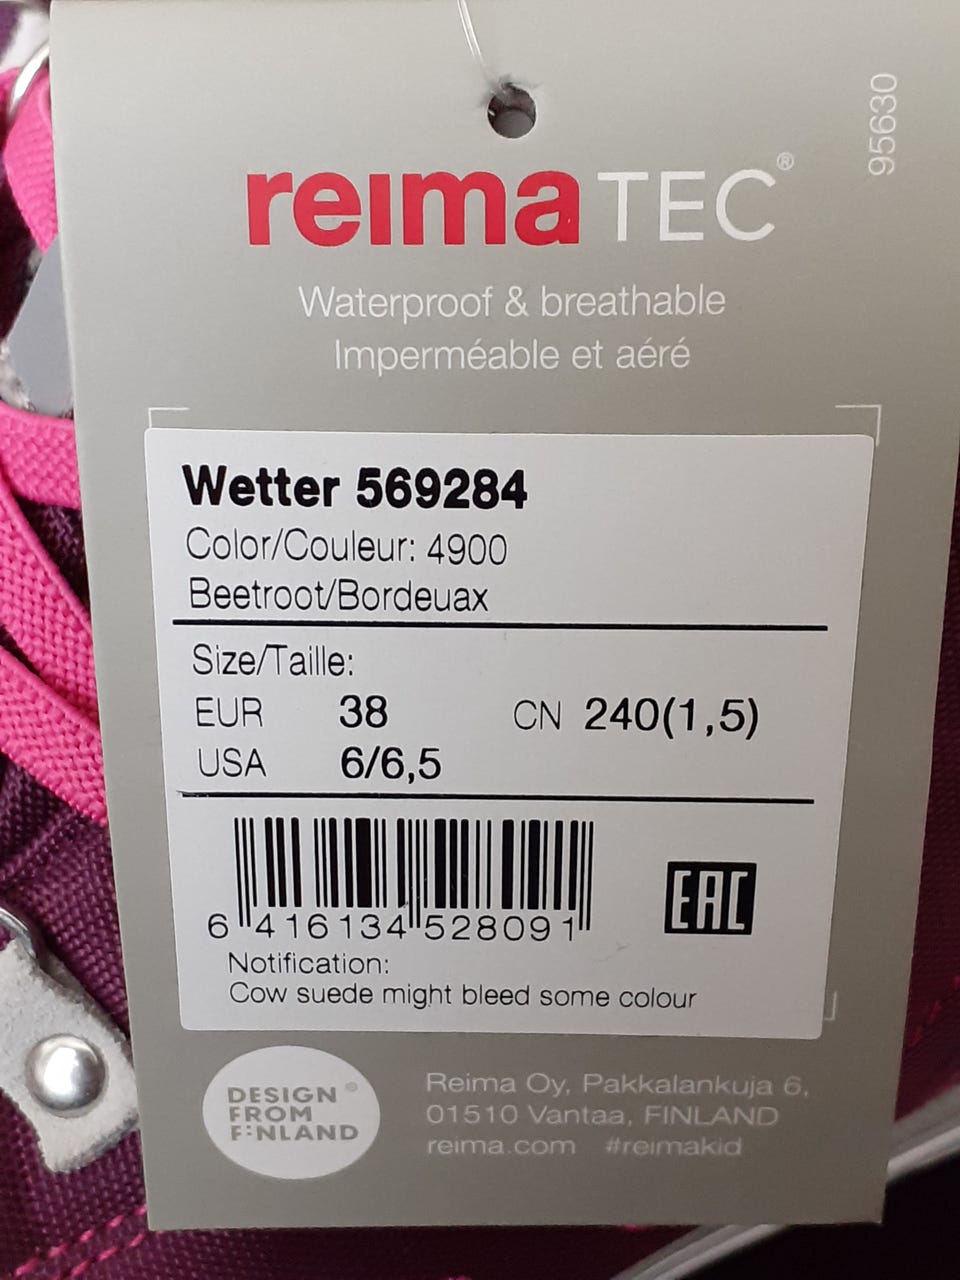 95630
reima TEC®
Waterproof & breathable
Imperméable et aéré
Wetter 569284
Color/Couleur: 4900
Beetroot/Bordeuax
Size/Taille:
EUR 38 CN 240(1,5)
USA 6/6,5
6 416134 528091
EAC
Notification:
Cow suede might bleed some colour
DESIGN ®
FROM
FINLAND
Reima Oy, Pakkalankuja 6,
01510 Vantaa, FINLAND
reima.com #reimakid